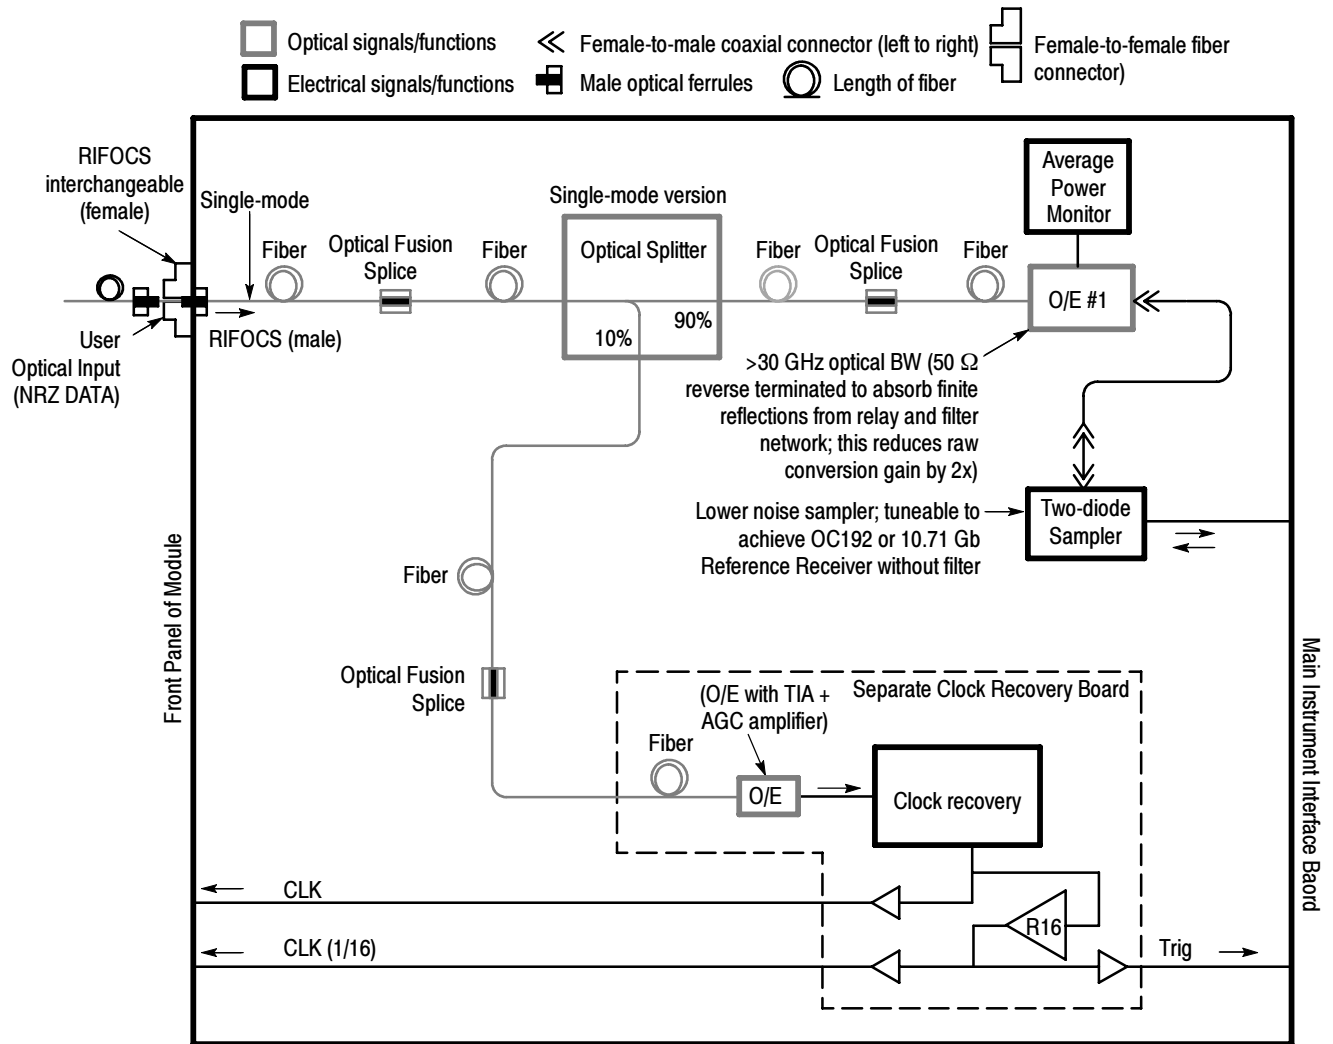 Optical signals/functions
Female-to-male coaxial connector (left to right)
Female-to-female fiber
connector)
Electrical signals/functions
Male optical ferrules
Length of fiber
RIFOCS
interchangeable
(female)
Single-mode
Fiber
Optical Fusion
Splice
Fiber
Single-mode version
Optical Splitter
90%
10%
Fiber
Optical Fusion
Splice
Fiber
Average
Power
Monitor
O/E #1
User
Optical Input
(NRZ DATA)
RIFOCS (male)
>30 GHz optical BW (50 Ω
reverse terminated to absorb finite
reflections from relay and filter
network; this reduces raw
conversion gain by 2x)
Lower noise sampler; tuneable to
achieve OC192 or 10.71 Gb
Reference Receiver without filter
Two-diode
Sampler
Front Panel of Module
Fiber
Optical Fusion
Splice
Main Instrument Interface Baord
Separate Clock Recovery Board
(O/E with TIA +
AGC amplifier)
Fiber
O/E
Clock recovery
CLK
R16
CLK (1/16)
Trig